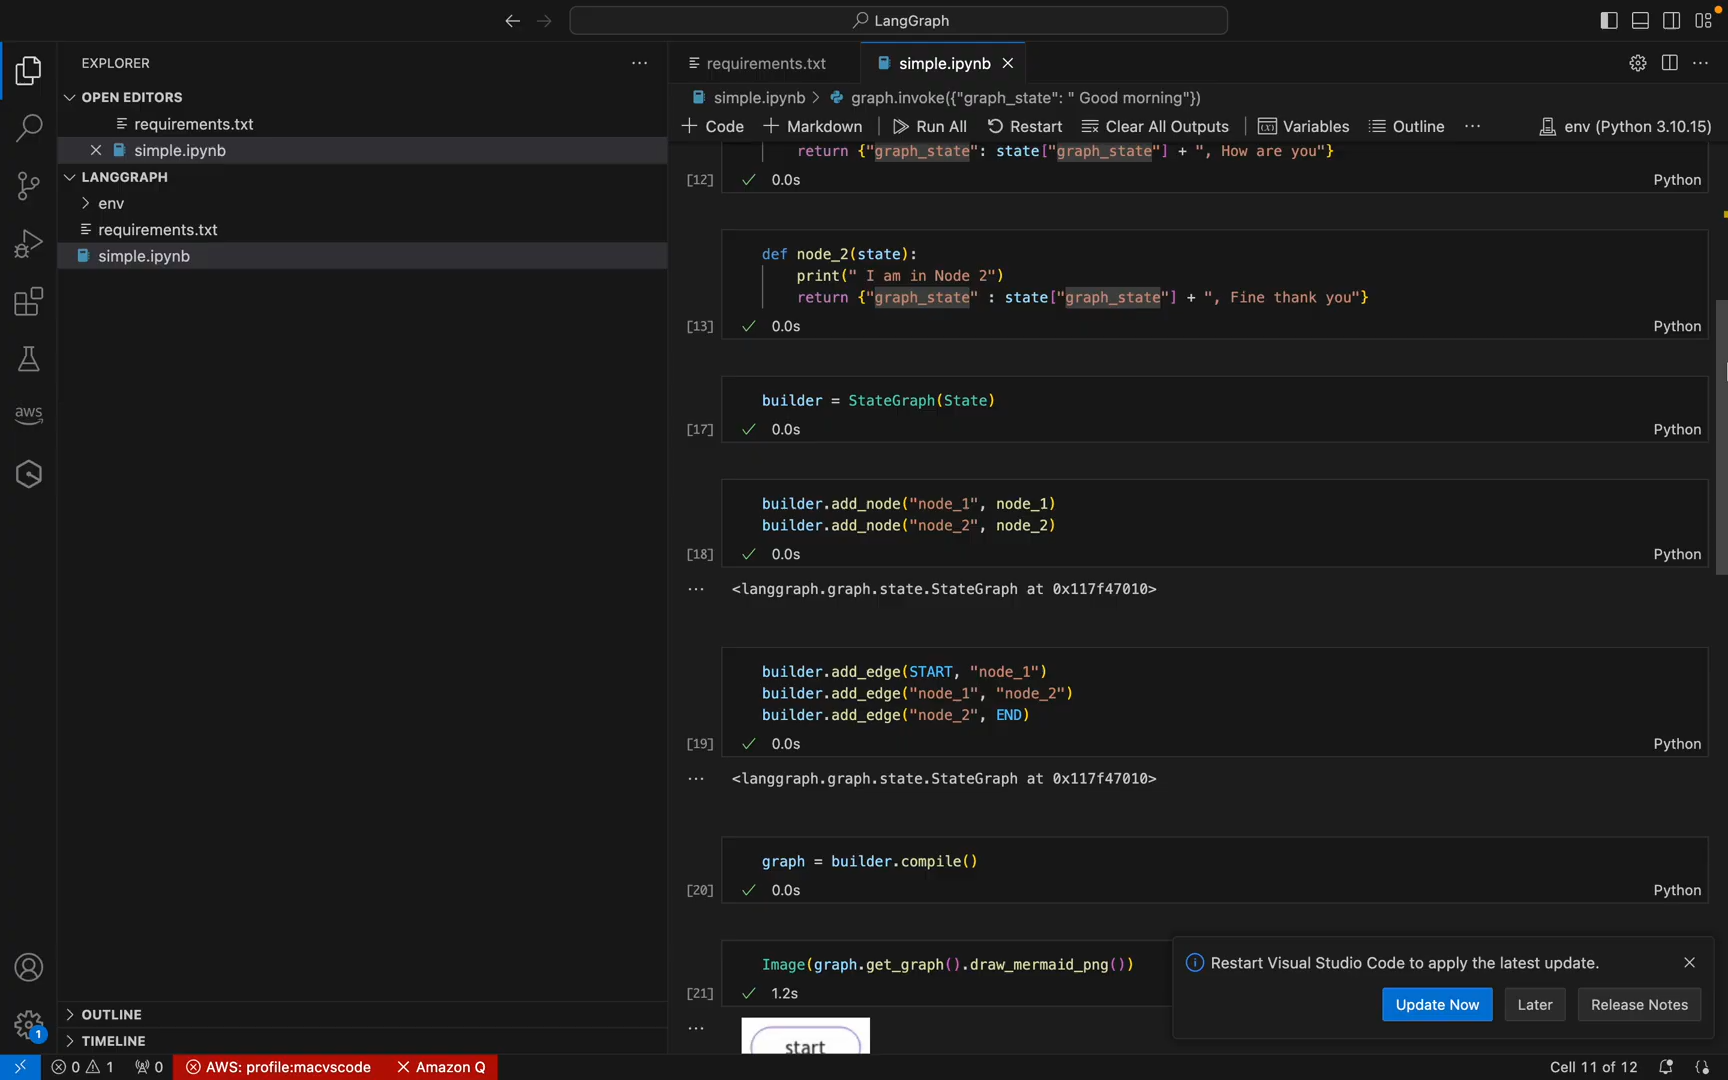 LangGraph
EXPLORER
OPEN EDITORS
requirements.txt
simple.ipynb
LANGGRAPH
env
requirements.txt
simple.ipynb
aws
OUTLINE
TIMELINE
1
requirements.txt
simple.ipynb
simple.ipynb > graph.invoke({"graph_state": " Good morning"})
Code Markdown Run All Restart Clear All Outputs Variables Outline ... env (Python 3.10.15)
return {"graph_state": state["graph_state"] + ", How are you"}
[12] 0.0s Python
def node_2(state):
print(" I am in Node 2")
return {"graph_state" : state["graph_state"] + ", Fine thank you"}
[13] 0.0s Python
builder = StateGraph(State)
[17] 0.0s Python
builder.add_node("node_1", node_1)
builder.add_node("node_2", node_2)
[18] 0.0s Python
... <langgraph.graph.state.StateGraph at 0x117f47010>
builder.add_edge(START, "node_1")
builder.add_edge("node_1", "node_2")
builder.add_edge("node_2", END)
[19] 0.0s Python
... <langgraph.graph.state.StateGraph at 0x117f47010>
graph = builder.compile()
[20] 0.0s Python
Image(graph.get_graph().draw_mermaid_png())
[21] 1.2s
... start
Restart Visual Studio Code to apply the latest update.
Update Now Later Release Notes
0 1 0 AWS: profile:macvscode Amazon Q Cell 11 of 12